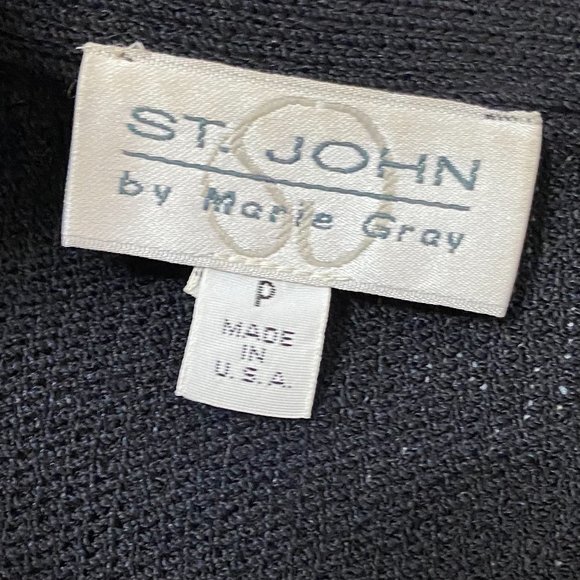 ST. JOHN
by Marie Gray
P
MADE
IN
U.S.A.